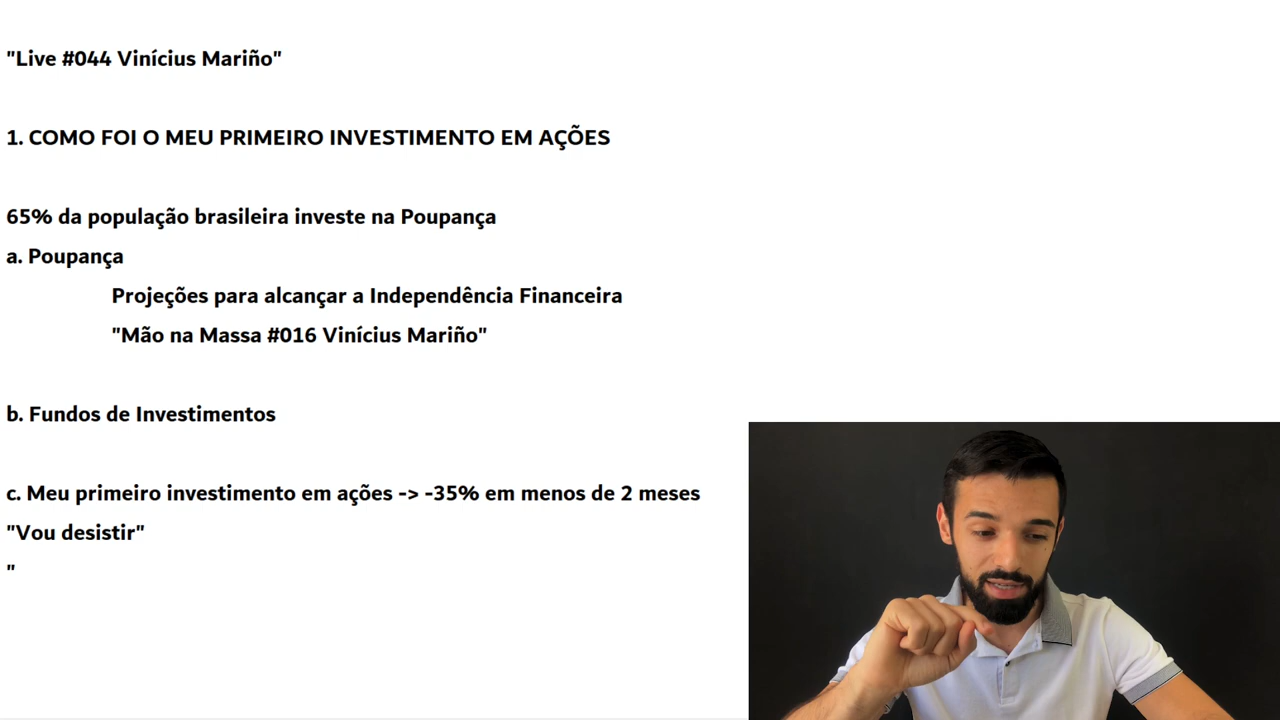 "Live #044 Vinícius Mariño"
1. COMO FOI O MEU PRIMEIRO INVESTIMENTO EM AÇÕES
65% da população brasileira investe na Poupança
a. Poupança
Projeções para alcançar a Independência Financeira
"Mão na Massa #016 Vinícius Mariño"
b. Fundos de Investimentos
c. Meu primeiro investimento em ações -> -35% em menos de 2 meses
"Vou desistir"
"